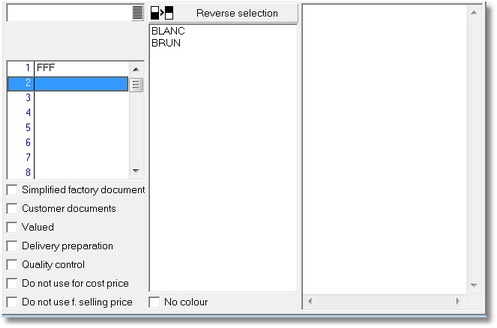 Reverse selection
BLANC
BRUN
1 FFF
2
3
4
5
6
7
8
Simplified factory document
Customer documents
Valued
Delivery preparation
Quality control
Do not use for cost price
Do not use f. selling price
No colour